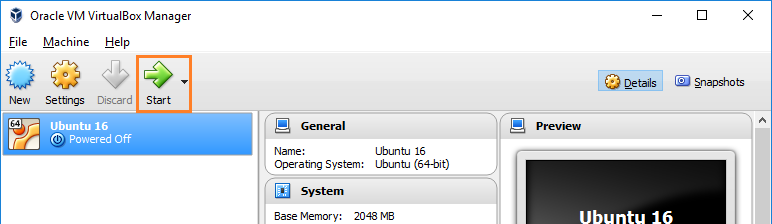 Oracle VM VirtualBox Manager
File Machine Help
New Settings Discard Start Details Snapshots
64 Ubuntu 16
Powered Off
General
Name: Ubuntu 16
Operating System: Ubuntu (64-bit)
System
Base Memory: 2048 MB
Preview
Ubuntu 16